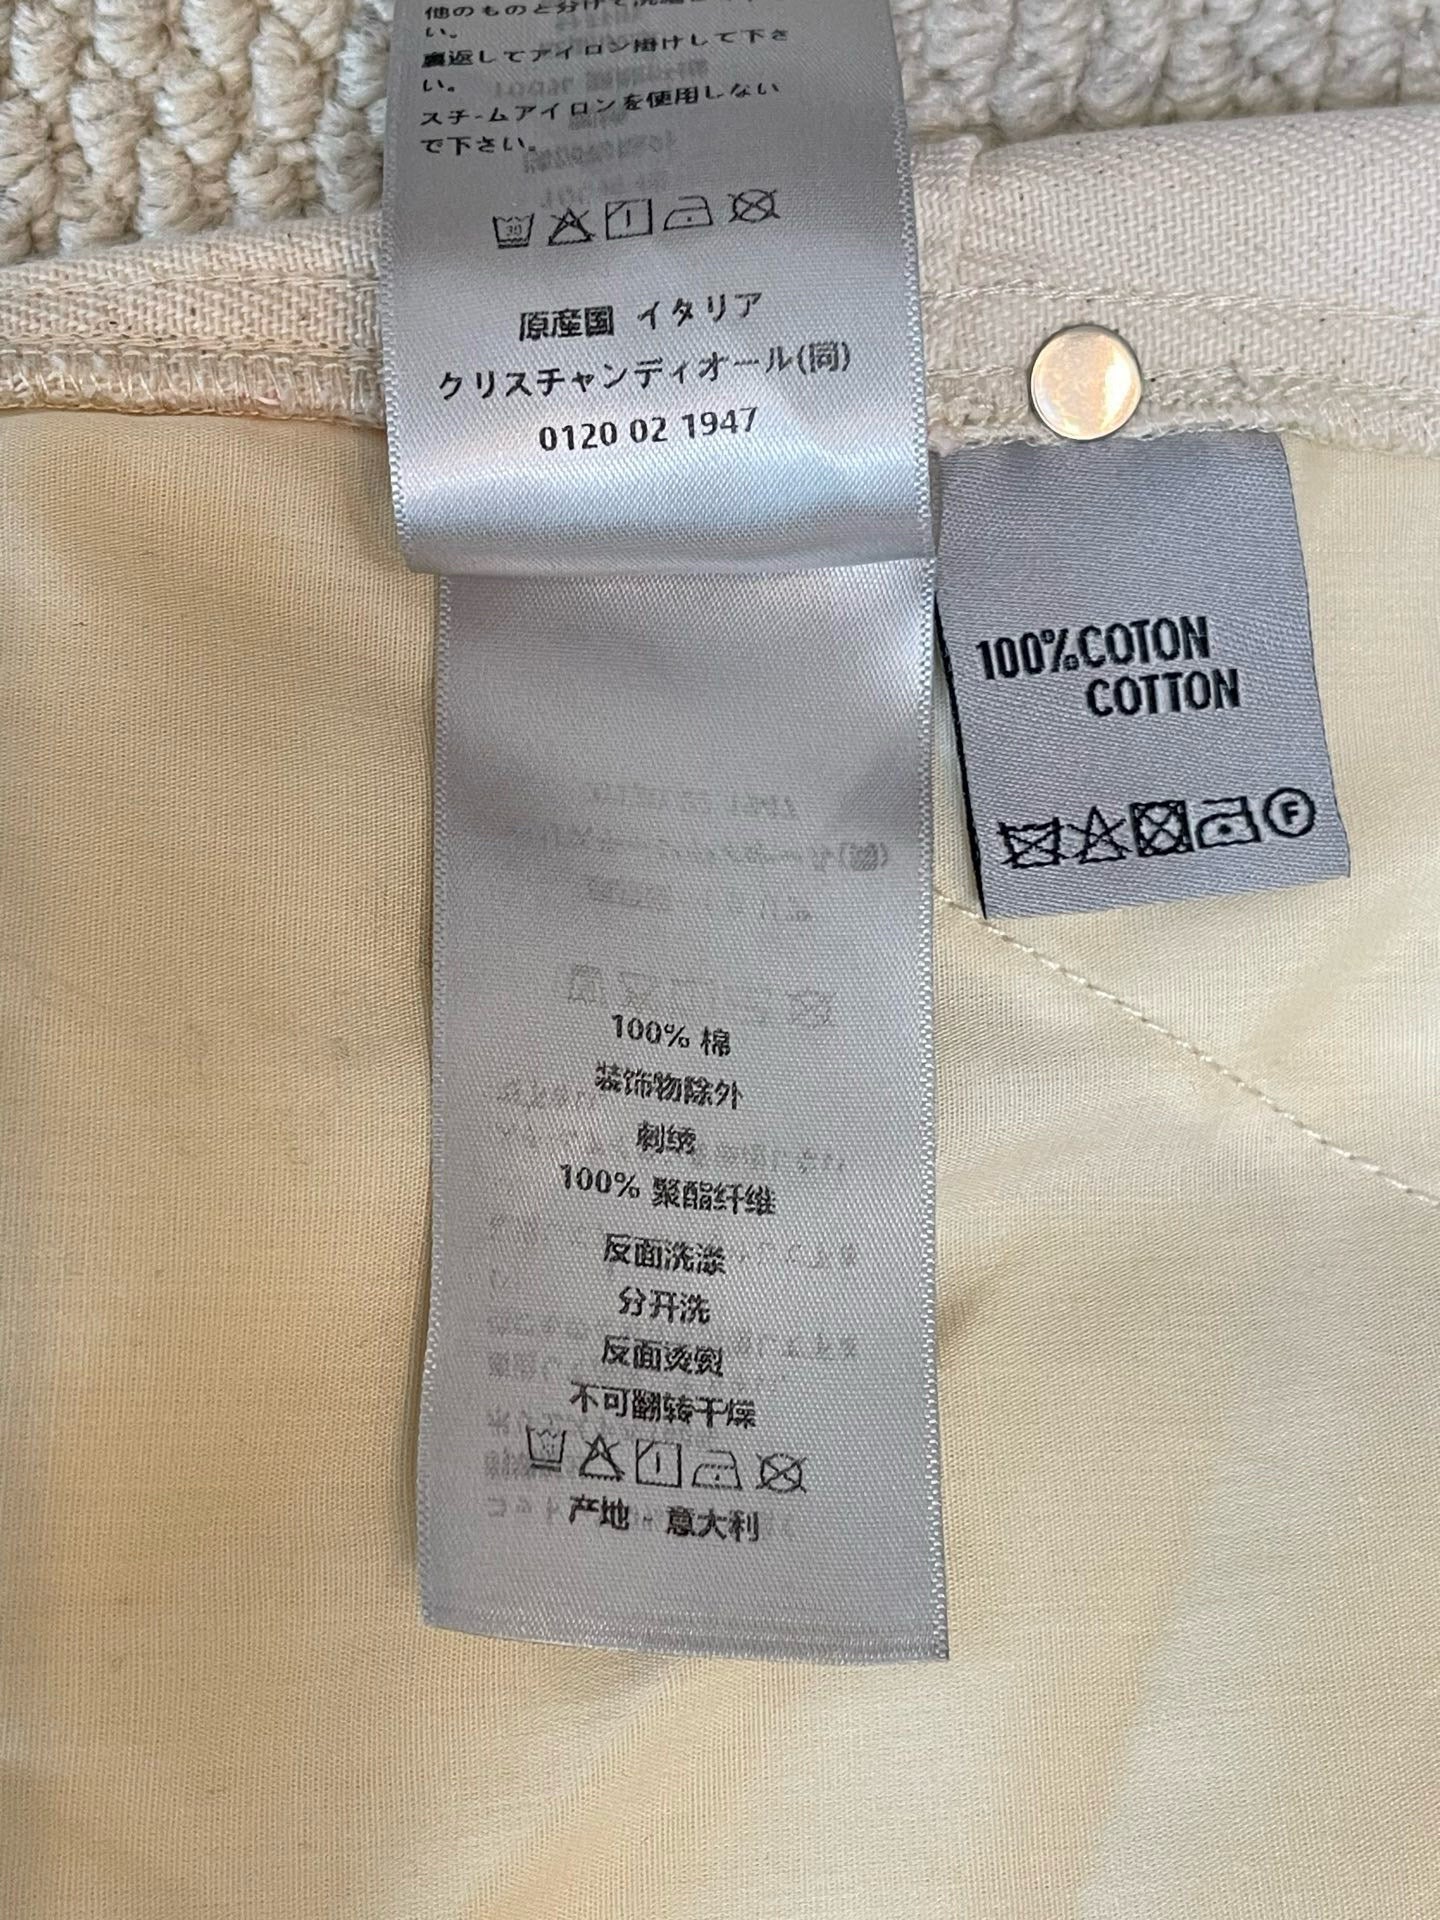 他のものと分けて洗濯して下さ
い。
裏返してアイロン掛けして下さ
い。
スチームアイロンを使用しない
で下さい。
30
原産国 イタリア
クリスチャンディオール(同)
0120 02 1947
100%COTON
COTTON
F
100% 棉
装饰物除外
刺绣
100% 聚酯纤维
反面洗涤
分开洗
反面烫熨
不可翻转干燥
30
产地 - 意大利